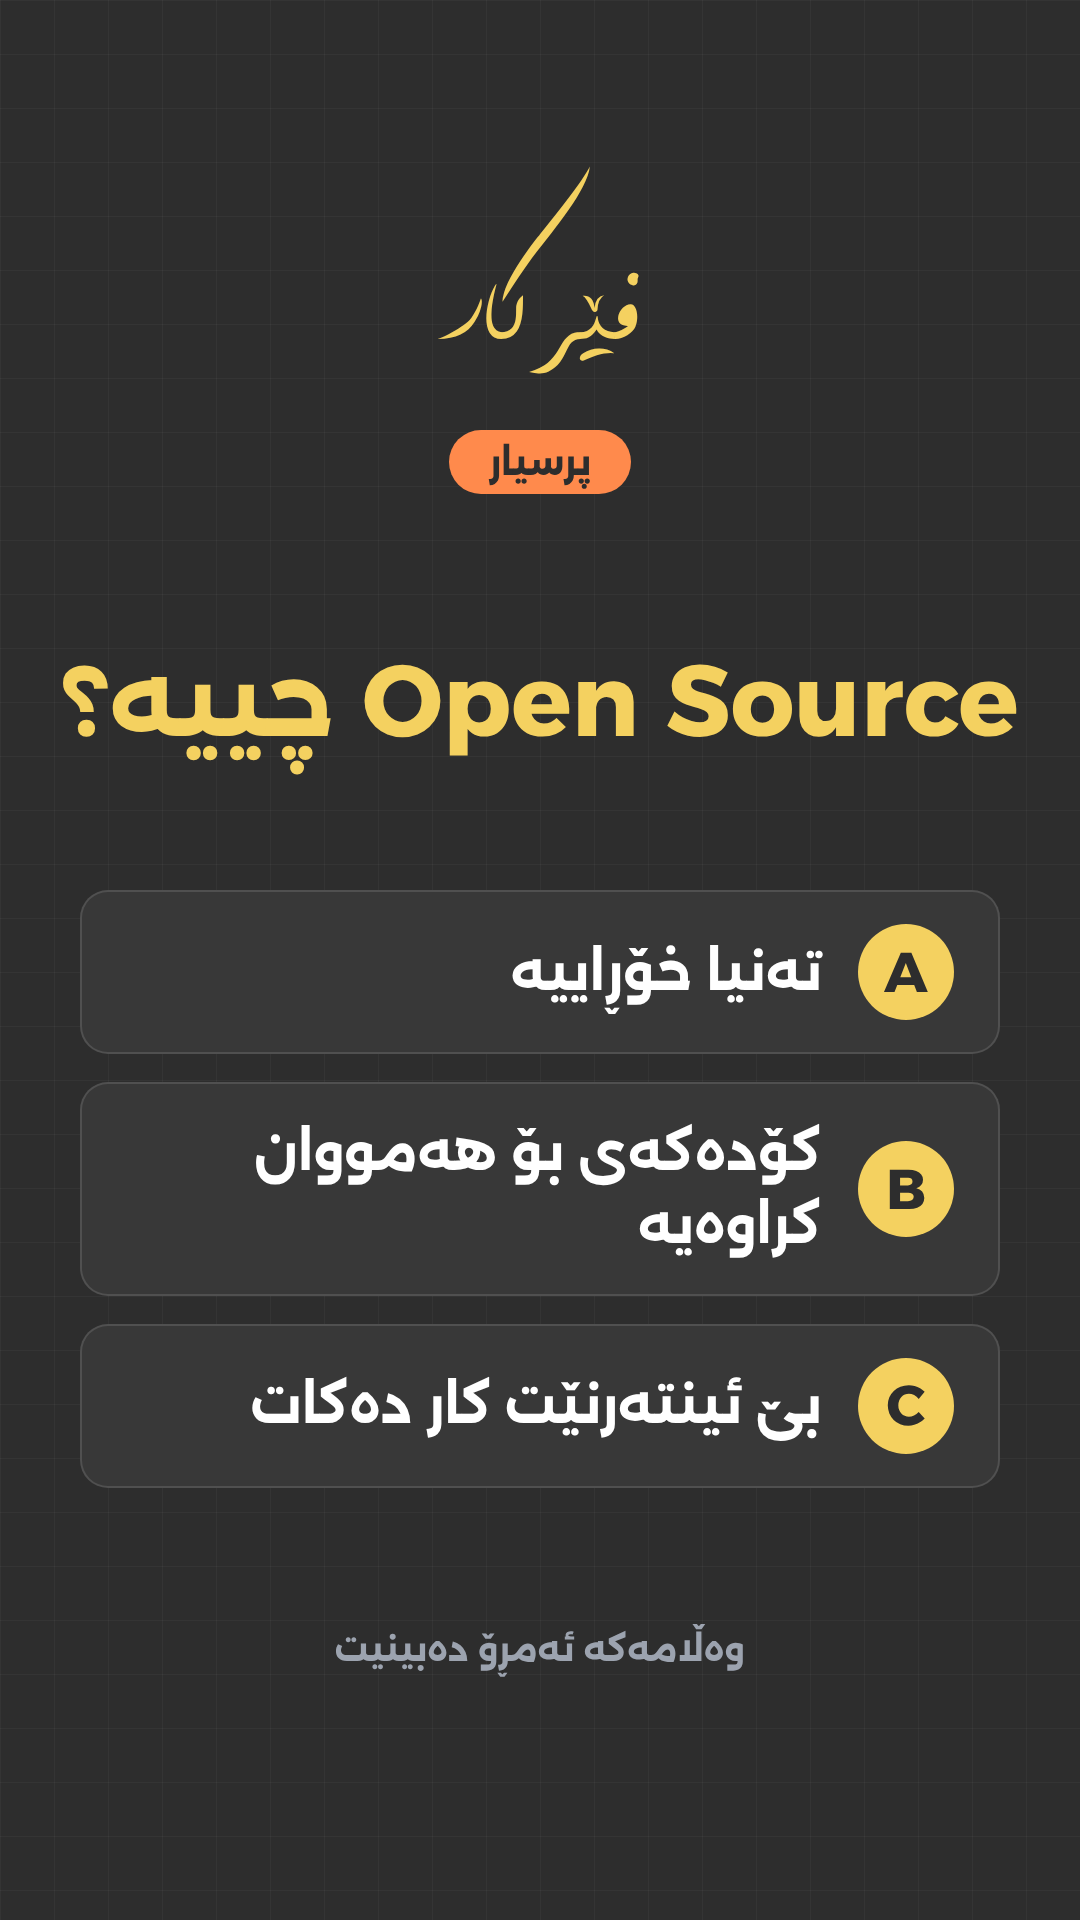 فێرکار
پرسیار
Open Source چییە؟
A تەنیا خۆڕاییە
B کۆدەکەی بۆ هەمووان
کراوەیە
C بێ ئینتەرنێت کار دەکات
وەڵامەکە ئەمڕۆ دەبینیت